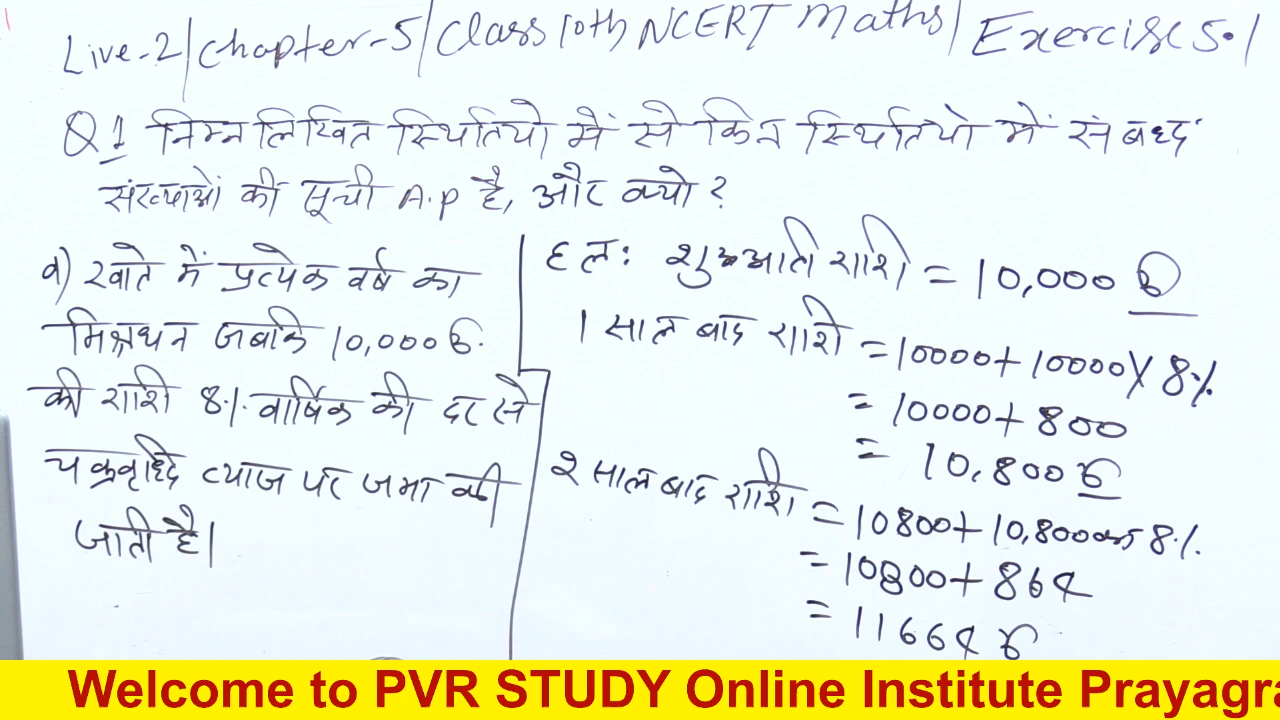 Live-2/Chapter-5/Class 10th NCERT Maths/Exercise 5.1
Q 1 निम्नलिखित स्थितियो में से किन स्थितियो में संबध्द
संख्याओं की सूची A.P है, और क्यो ?
व) खाते में प्रत्येक वर्ष का
मिश्रधन जबकि 10,000 रु.
की राशि 8% वार्षिक की दर से
चक्रवृध्दि ब्याज पर जमा की
जाती है।
हल: शुरुआती राशि = 10,000 रु
1 साल बाद राशि = 10000 + 10000 X 8%
= 10000 + 800
= 10,800 रु
2 साल बाद राशि = 10800 + 10,800 का 8%
= 10800 + 864
= 11664 रु
Welcome to PVR STUDY Online Institute Prayagra